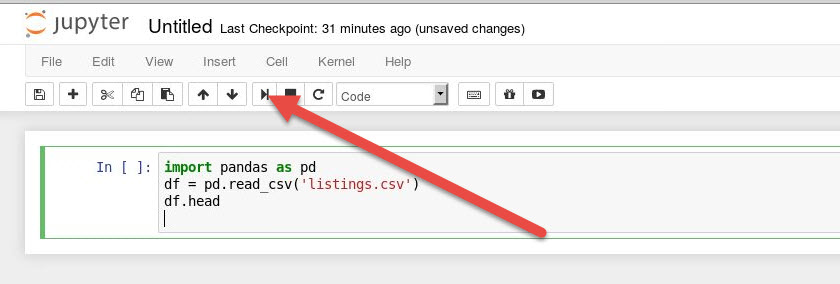 jupyter Untitled Last Checkpoint: 31 minutes ago (unsaved changes)
File Edit View Insert Cell Kernel Help
Code
In [ ]: import pandas as pd
df = pd.read_csv('listings.csv')
df.head